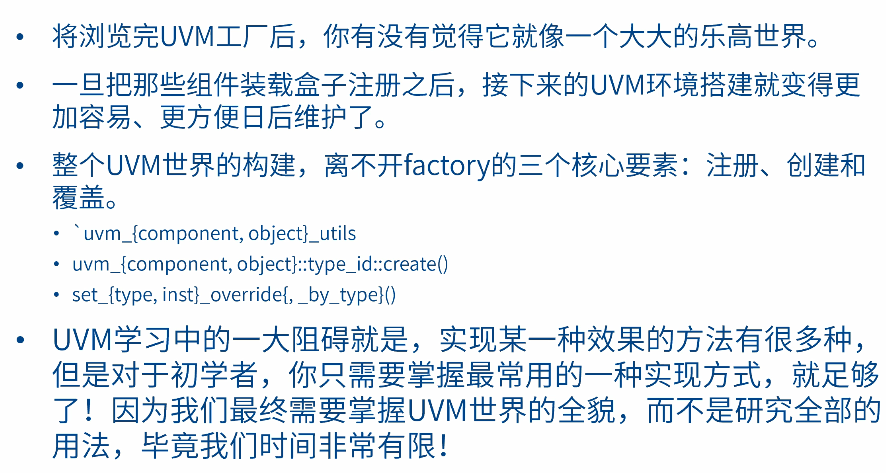 • 将浏览完UVM工厂后，你有没有觉得它就像一个大大的乐高世界。
• 一旦把那些组件装载盒子注册之后，接下来的UVM环境搭建就变得更
加容易、更方便日后维护了。
• 整个UVM世界的构建，离不开factory的三个核心要素：注册、创建和
覆盖。
• `uvm_{component, object}_utils
• uvm_{component, object}::type_id::create()
• set_{type, inst}_override{, _by_type}()
• UVM学习中的一大阻碍就是，实现某一种效果的方法有很多种，
但是对于初学者，你只需要掌握最常用的一种实现方式，就足够
了！因为我们最终需要掌握UVM世界的全貌，而不是研究全部的
用法，毕竟我们时间非常有限！